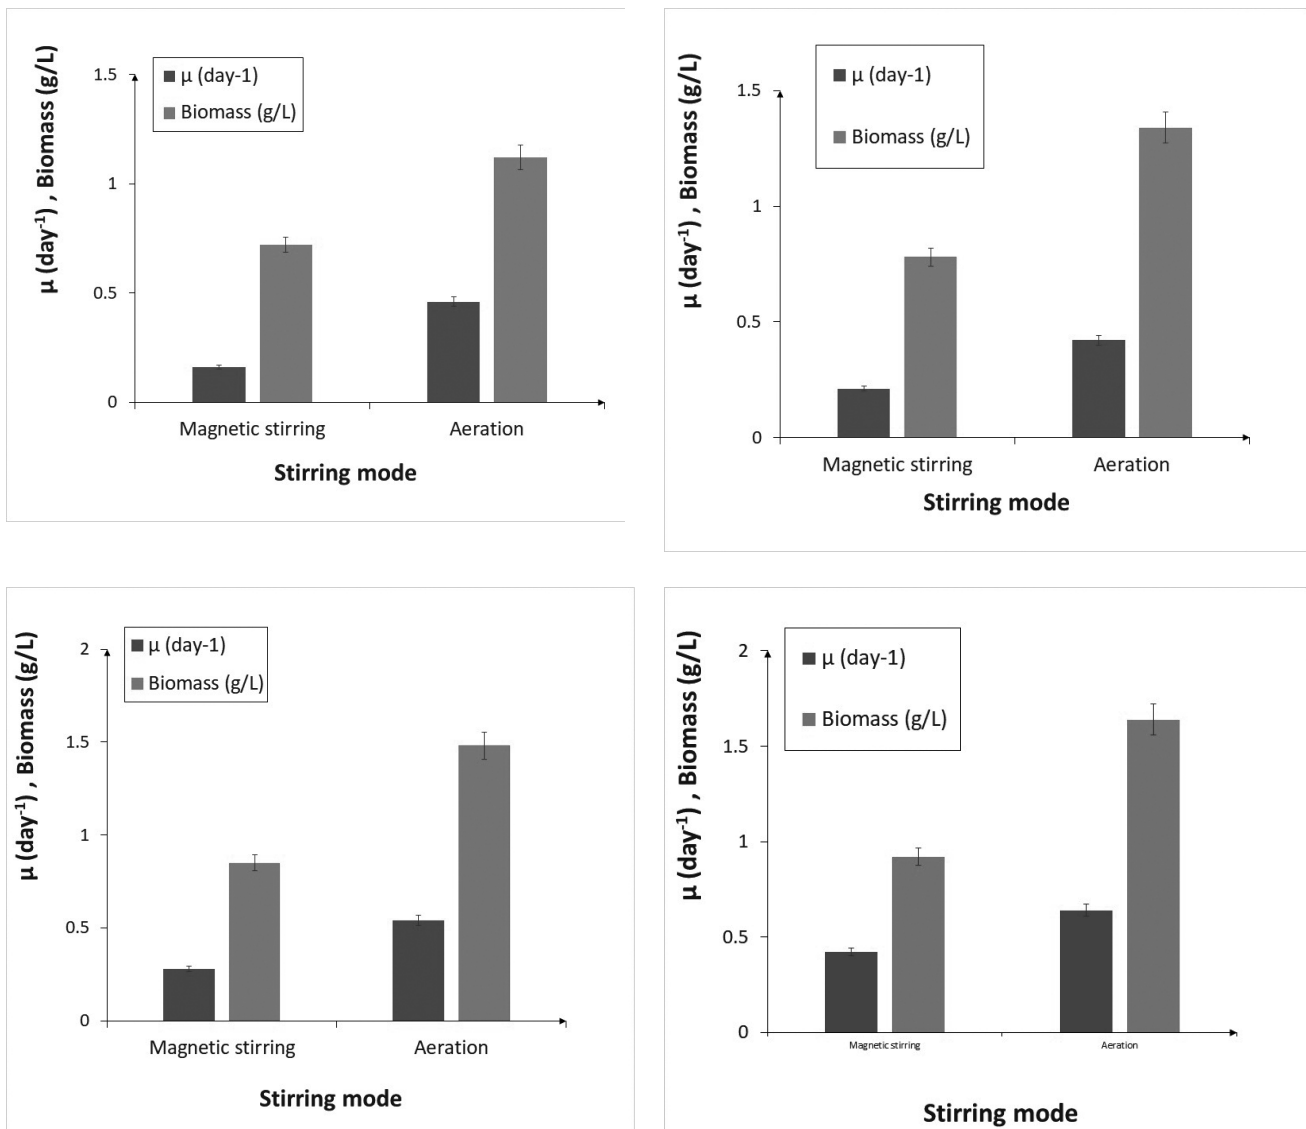 μ (day⁻¹) , Biomass (g/L)
1.5
1
0.5
0
μ (day-1)
Biomass (g/L)
Magnetic stirring
Aeration
Stirring mode
μ (day⁻¹) , Biomass (g/L)
1.5
1
0.5
0
μ (day-1)
Biomass (g/L)
Magnetic stirring
Aeration
Stirring mode
μ (day⁻¹) , Biomass (g/L)
2
1.5
1
0.5
0
μ (day-1)
Biomass (g/L)
Magnetic stirring
Aeration
Stirring mode
μ (day⁻¹) , Biomass (g/L)
2
1.5
1
0.5
0
μ (day-1)
Biomass (g/L)
Magnetic stirring
Aeration
Stirring mode